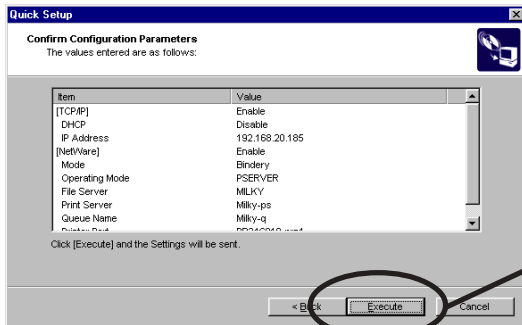 Quick Setup
Confirm Configuration Parameters
The values entered are as follows:
Item Value
[TCP/IP] Enable
DHCP Disable
IP Address 192.168.20.185
[NetWare] Enable
Mode Bindery
Operating Mode PSERVER
File Server MILKY
Print Server Milky-ps
Queue Name Milky-q
Click [Execute] and the Settings will be sent.
< Back Execute Cancel